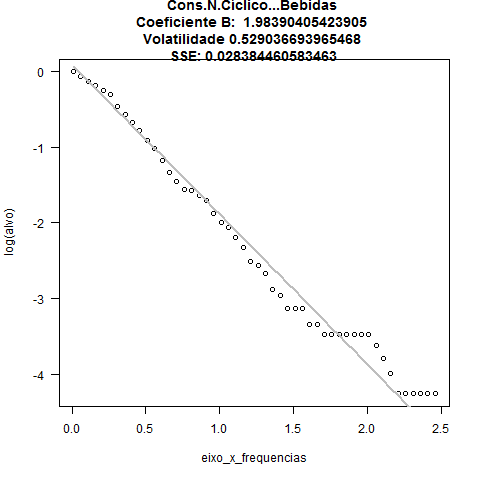 Cons.N.Ciclico...Bebidas
Coeficiente B:  1.98390405423905
Volatilidade 0.529036693965468
SSE: 0.028384460583463
0
-1
-2
-3
-4
log(alvo)
0.0 0.5 1.0 1.5 2.0 2.5
eixo_x_frequencias